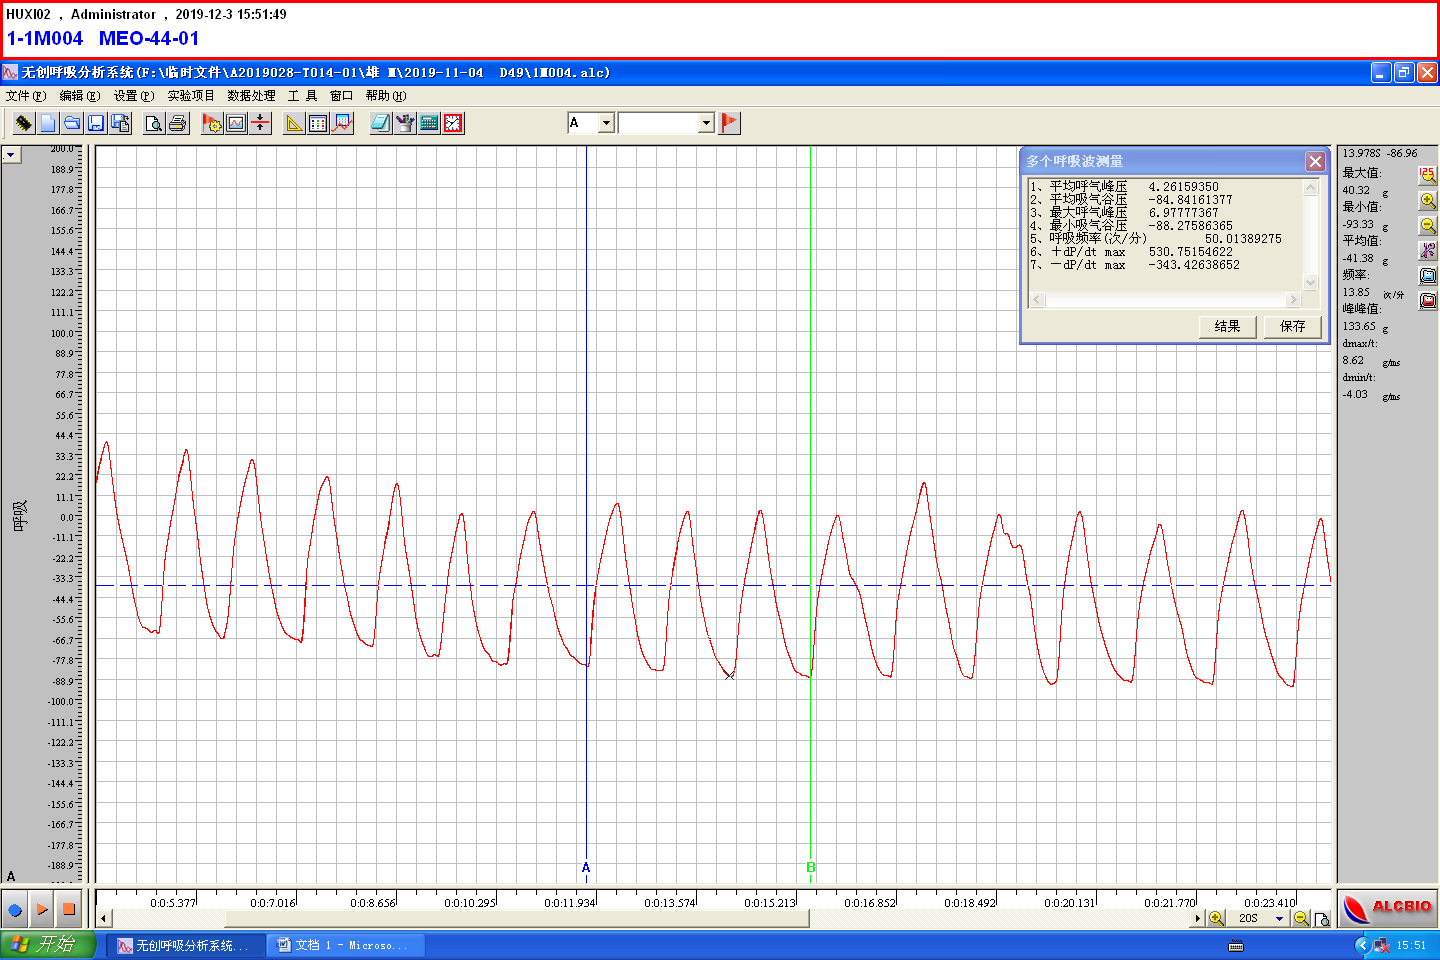 HUXI02 , Administrator , 2019-12-3 15:51:49
1-1M004 MEO-44-01
无创呼吸分析系统(F:\临时文件\A2019028-T014-01\雄 M\2019-11-04 D49\1M004.alc)
文件(F) 编辑(E) 设置(P) 实验项目 数据处理 工 具 窗口 帮助(H)
A
200.0
188.9
177.8
166.7
155.6
144.4
133.3
122.2
111.1
100.0
88.9
77.8
66.7
55.6
44.4
33.3
22.2
11.1
0.0
-11.1
-22.2
-33.3
-44.4
-55.6
-66.7
-77.8
-88.9
-100.0
-111.1
-122.2
-133.3
-144.4
-155.6
-166.7
-177.8
-188.9
呼吸
A
A
B
多个呼吸波测量
1、平均呼气峰压 4.26159350
2、平均吸气谷压 -84.84161377
3、最大呼气峰压 6.97777367
4、最小吸气谷压 -88.27586365
5、呼吸频率(次/分) 50.01389275
6、＋dP/dt max 530.75154622
7、－dP/dt max -343.42638652
结果 保存
13.978S -86.96
最大值:
40.32 g
最小值:
-93.33 g
平均值:
-41.38 g
频率:
13.85 次/分
峰峰值:
133.65 g
dmax/t:
8.62 g/ms
dmin/t:
-4.03 g/ms
125
0:0:5.377 0:0:7.016 0:0:8.656 0:0:10.295 0:0:11.934 0:0:13.574 0:0:15.213 0:0:16.852 0:0:18.492 0:0:20.131 0:0:21.770 0:0:23.410
20S
ALCBIO
开始 无创呼吸分析系统... 文档 1 - Microso... 15:51